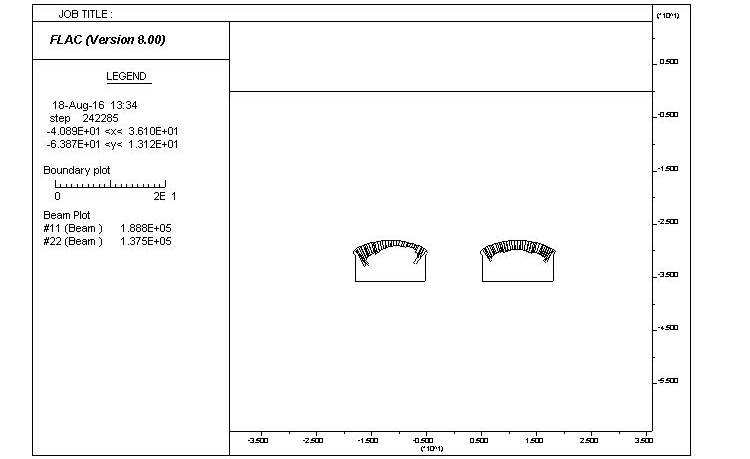 JOB TITLE :
FLAC (Version 8.00)
LEGEND
18-Aug-16 13:34
step 242285
-4.089E+01 <x< 3.610E+01
-6.387E+01 <y< 1.312E+01
Boundary plot
0 2E 1
Beam Plot
#11 (Beam ) 1.888E+05
#22 (Beam ) 1.375E+05
(*10^1)
0.500
-0.500
-1.500
-2.500
-3.500
-4.500
-5.500
-3.500 -2.500 -1.500 -0.500 0.500 1.500 2.500 3.500
(*10^1)